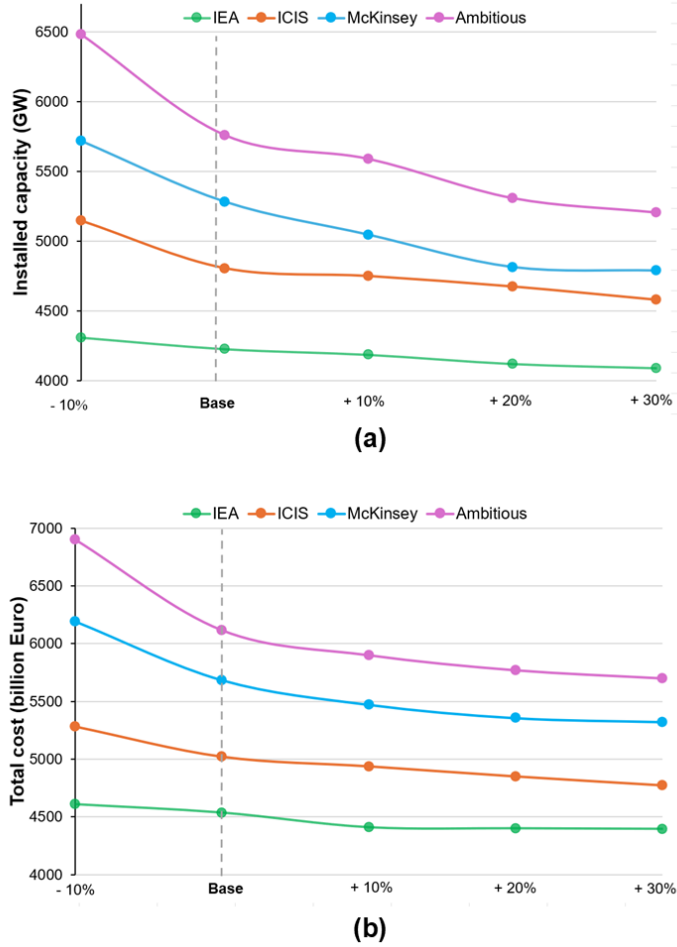 IEA ICIS McKinsey Ambitious
6500
6000
5500
5000
4500
4000
Installed capacity (GW)
- 10% Base + 10% + 20% + 30%
(a)
IEA ICIS McKinsey Ambitious
7000
6500
6000
5500
5000
4500
4000
Total cost (billion Euro)
- 10% Base + 10% + 20% + 30%
(b)